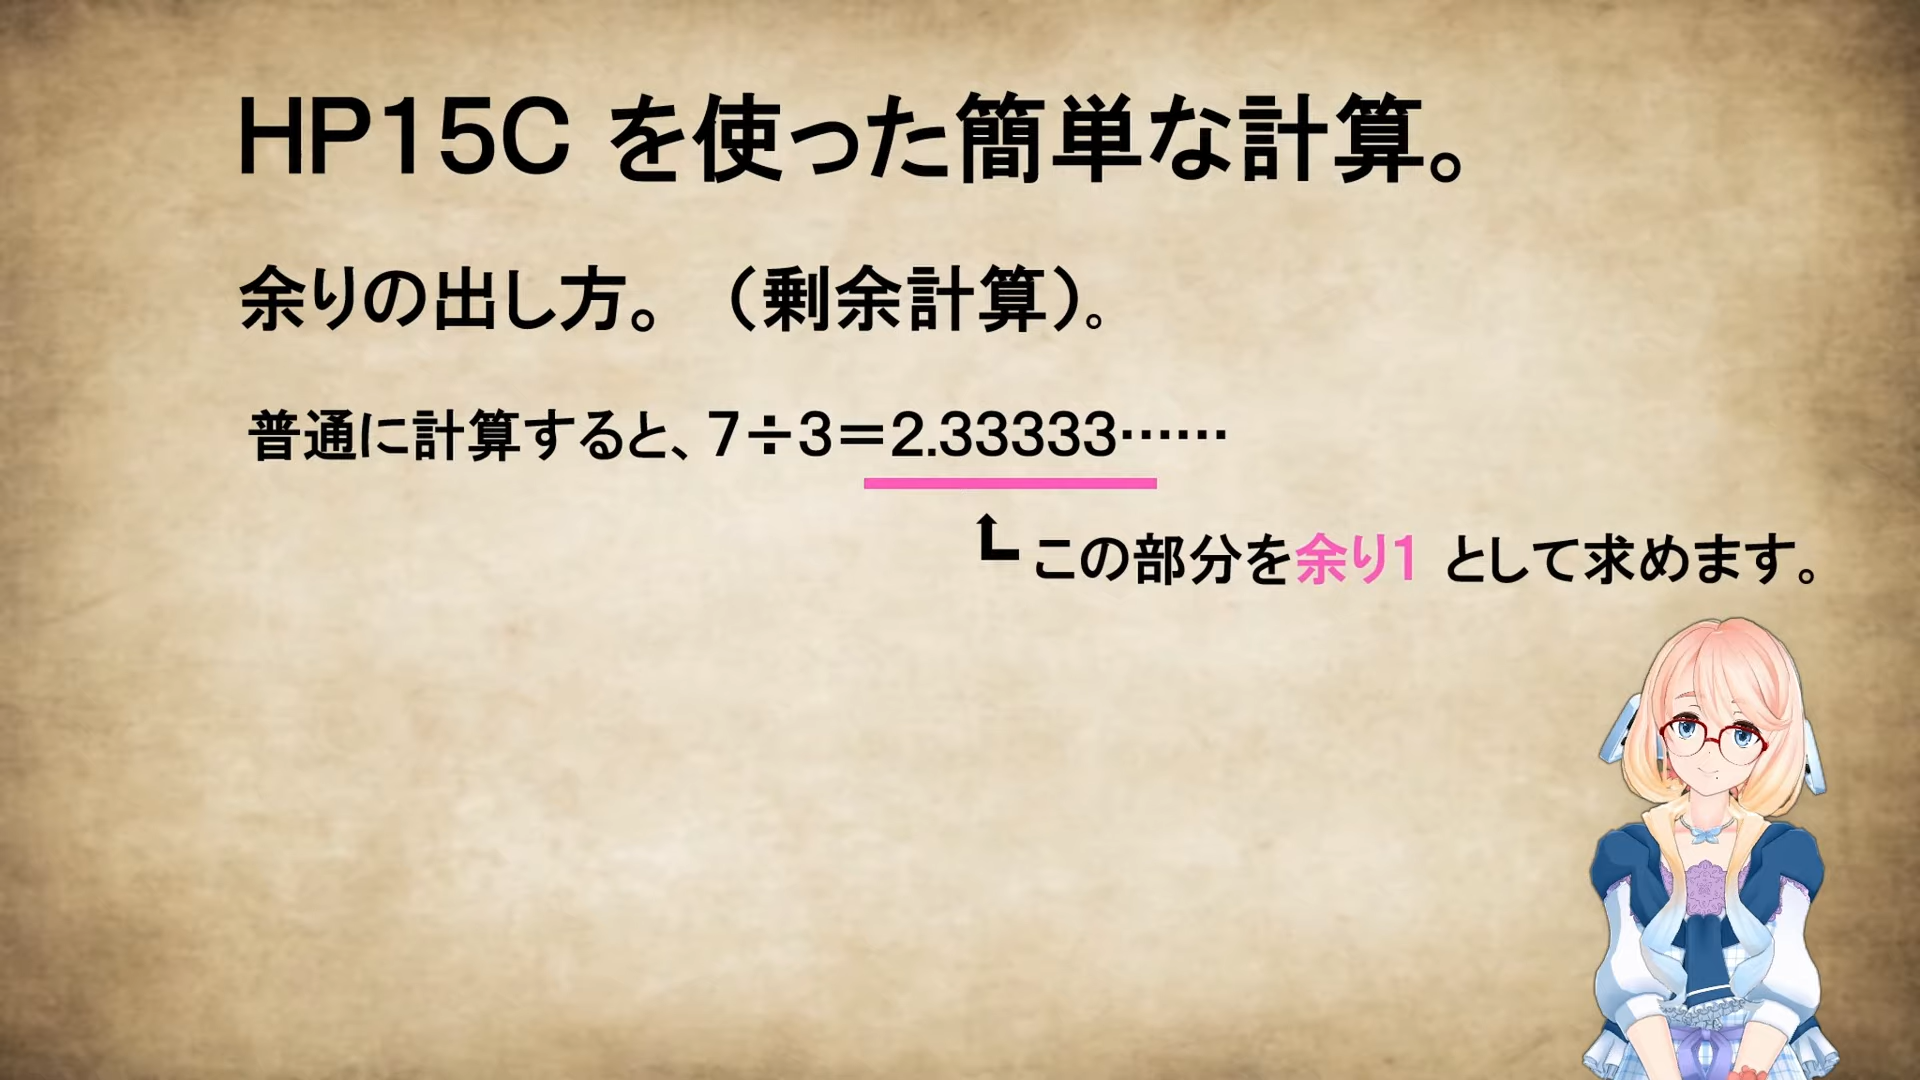 HP15C を使った簡単な計算。
余りの出し方。（剰余計算）。
普通に計算すると、7÷3＝2.33333……
この部分を余り1 として求めます。